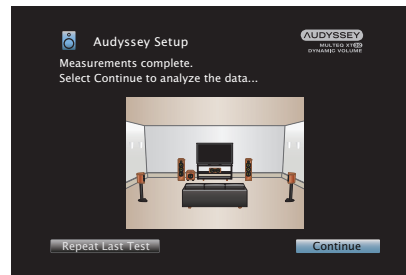 Audyssey Setup
AUDYSSEY
MULTEQ XT32
DYNAMIC VOLUME
Measurements complete.
Select Continue to analyze the data...
Repeat Last Test
Continue